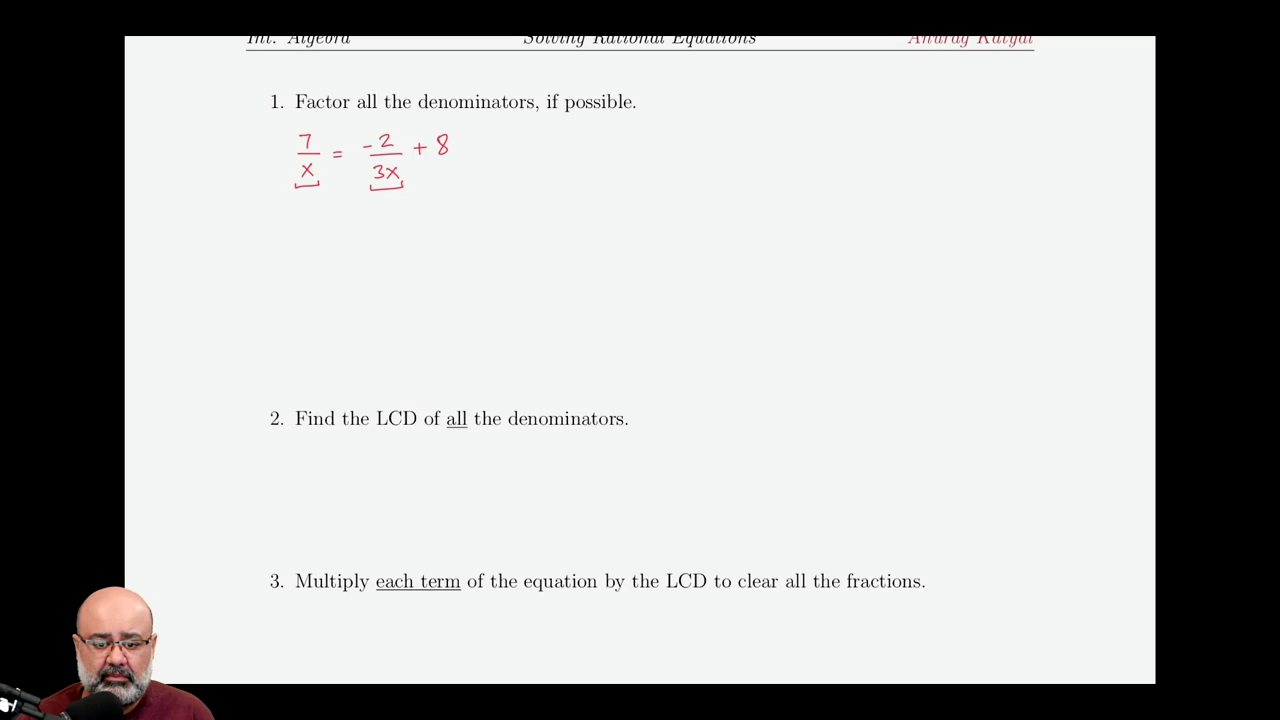 Int. Algebra Solving Rational Equations Anurag Katyal
1. Factor all the denominators, if possible.
7/x = -2/3x + 8
2. Find the LCD of all the denominators.
3. Multiply each term of the equation by the LCD to clear all the fractions.